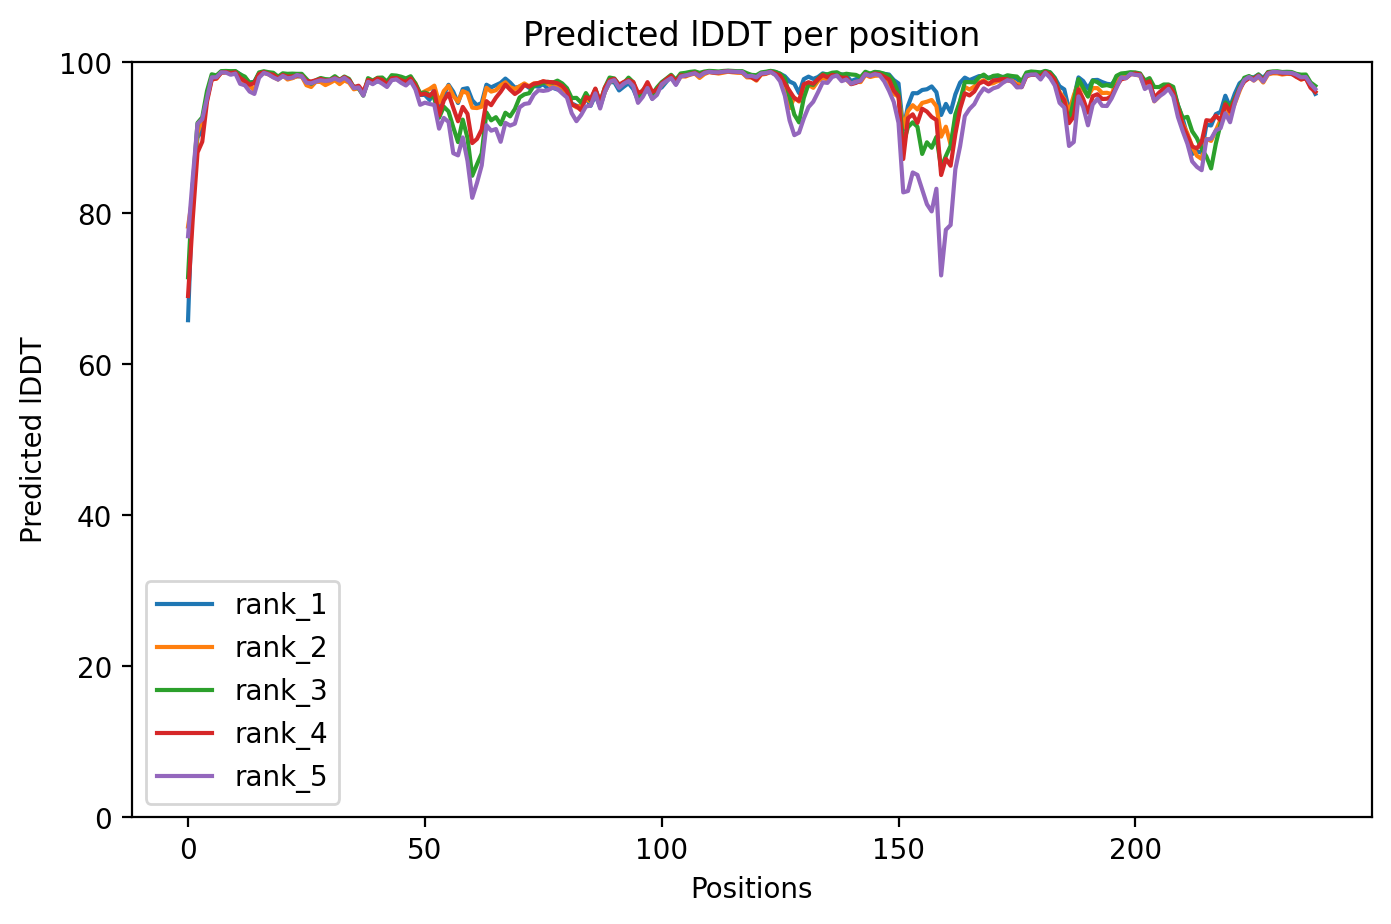 Predicted lDDT per position
100
80
60
40
20
0
Predicted lDDT
rank_1
rank_2
rank_3
rank_4
rank_5
0 50 100 150 200
Positions